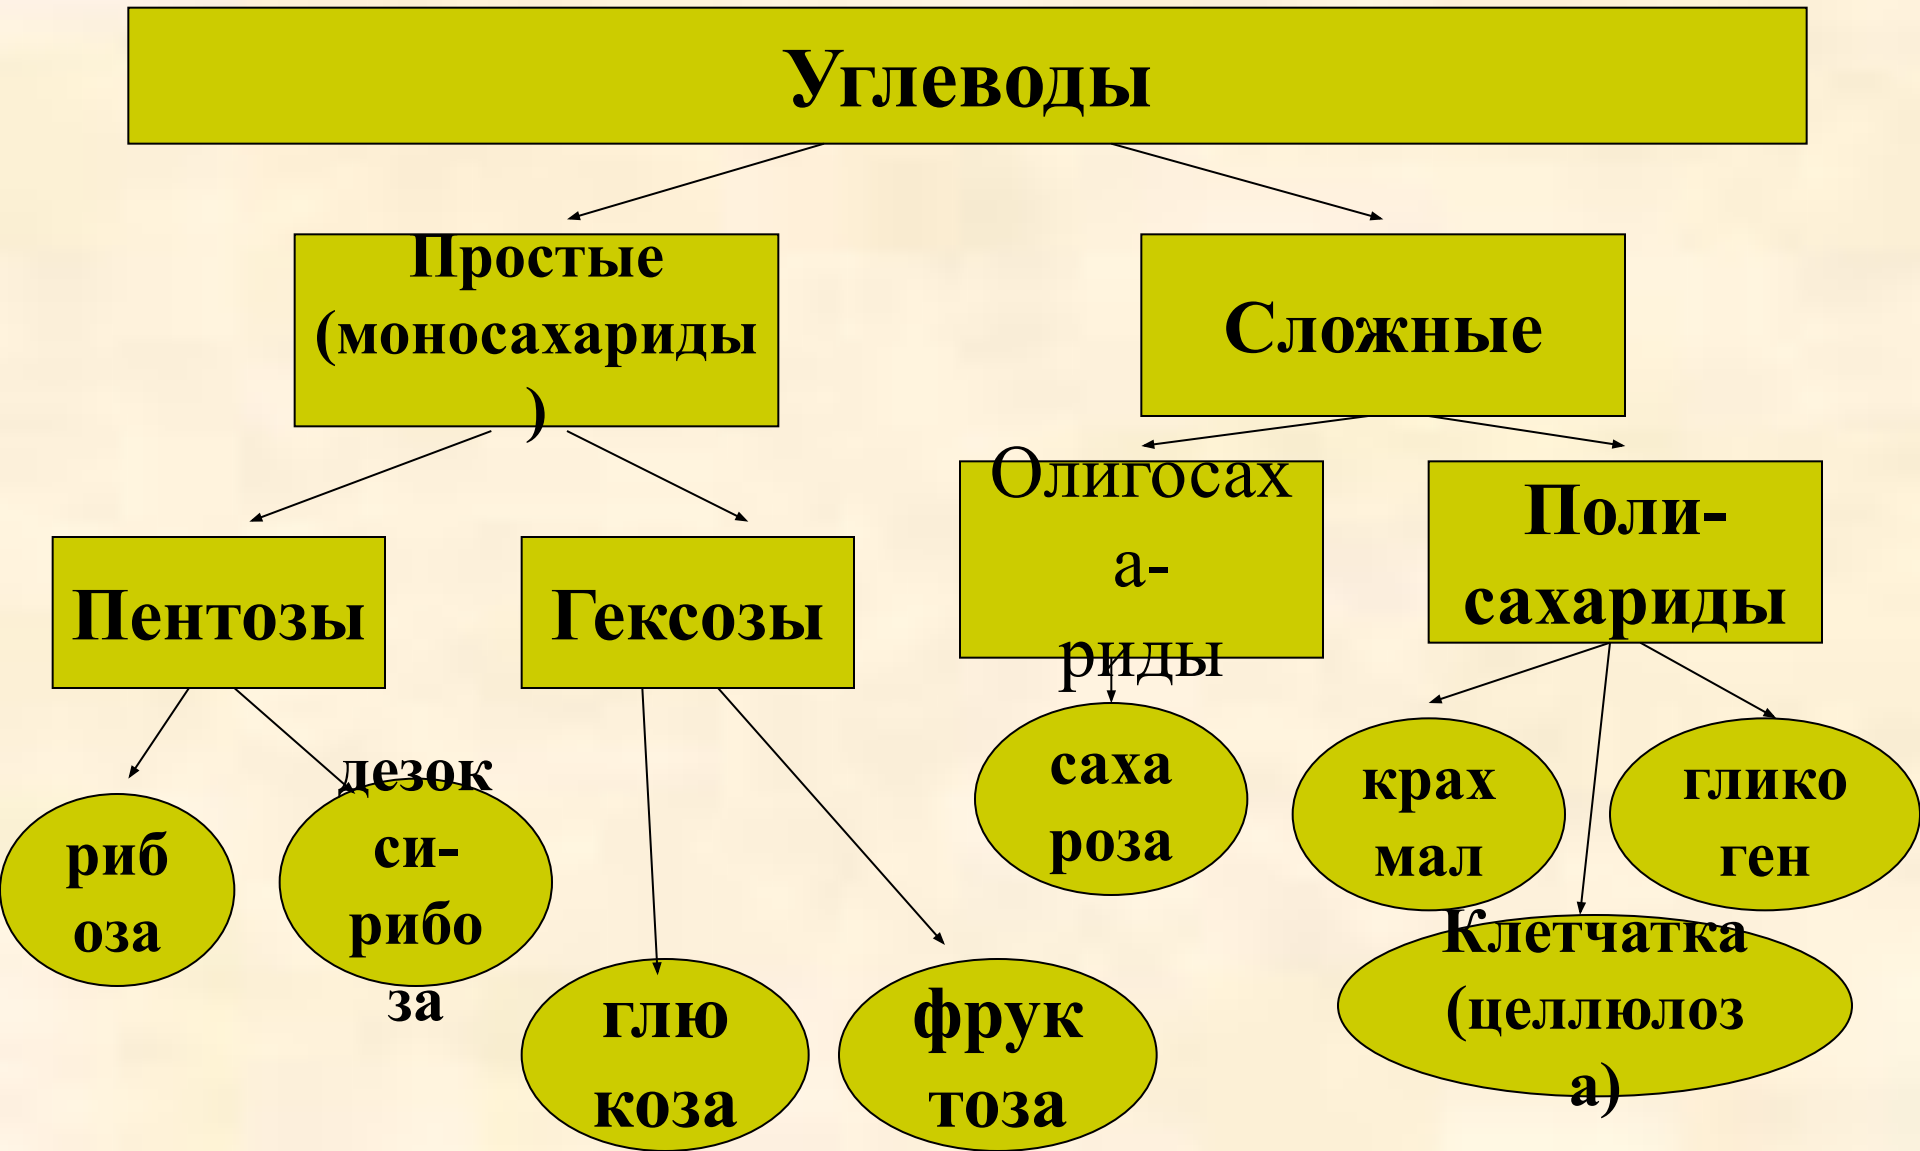 Углеводы
Простые
(моносахариды
)
Сложные
Пентозы
Гексозы
Олигосах
а-
риды
Поли-
сахариды
риб
оза
дезок
си-
рибо
за
глю
коза
фрук
тоза
саха
роза
крах
мал
глико
ген
Клетчатка
(целлюлоз
а)